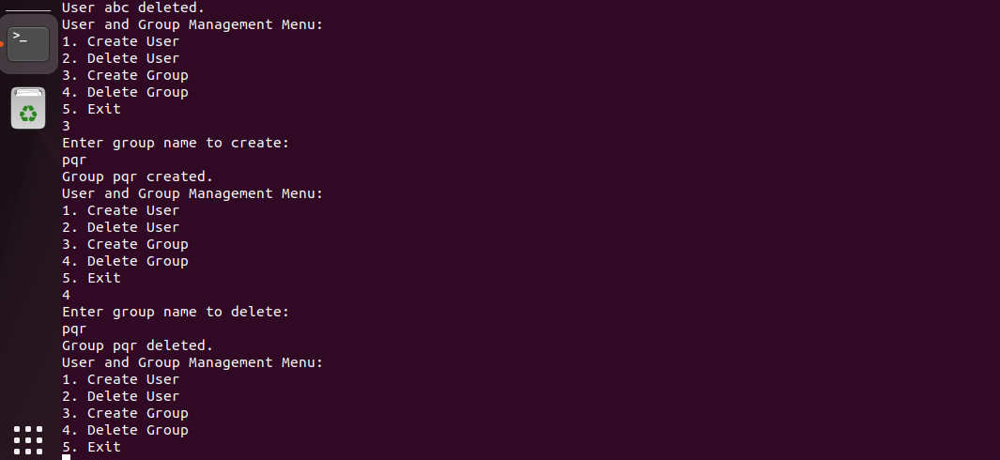 User abc deleted.
User and Group Management Menu:
1. Create User
2. Delete User
3. Create Group
4. Delete Group
5. Exit
3
Enter group name to create:
pqr
Group pqr created.
User and Group Management Menu:
1. Create User
2. Delete User
3. Create Group
4. Delete Group
5. Exit
4
Enter group name to delete:
pqr
Group pqr deleted.
User and Group Management Menu:
1. Create User
2. Delete User
3. Create Group
4. Delete Group
5. Exit